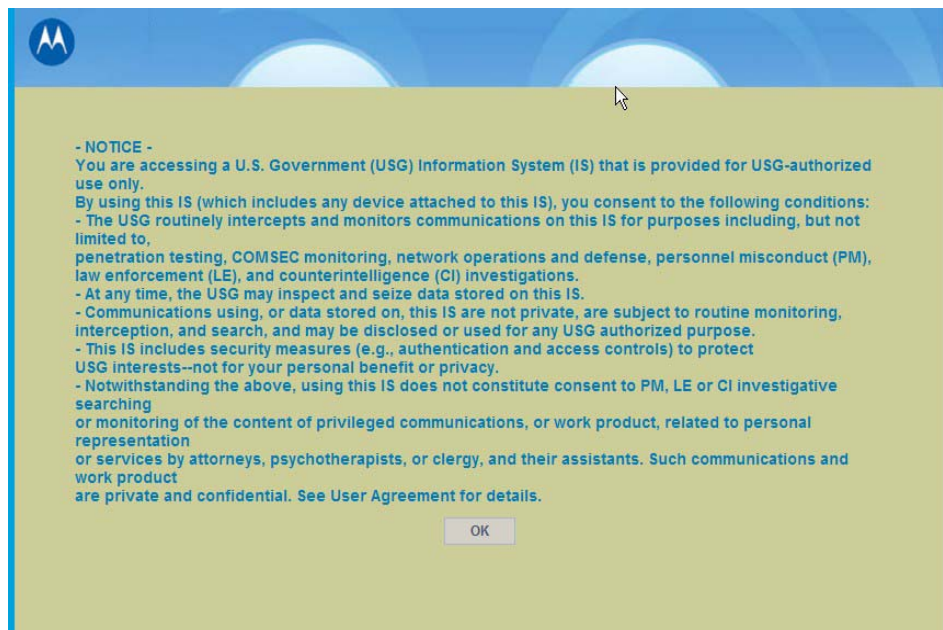 - NOTICE -
You are accessing a U.S. Government (USG) Information System (IS) that is provided for USG-authorized
use only.
By using this IS (which includes any device attached to this IS), you consent to the following conditions:
- The USG routinely intercepts and monitors communications on this IS for purposes including, but not
limited to,
penetration testing, COMSEC monitoring, network operations and defense, personnel misconduct (PM),
law enforcement (LE), and counterintelligence (CI) investigations.
- At any time, the USG may inspect and seize data stored on this IS.
- Communications using, or data stored on, this IS are not private, are subject to routine monitoring,
interception, and search, and may be disclosed or used for any USG authorized purpose.
- This IS includes security measures (e.g., authentication and access controls) to protect
USG interests--not for your personal benefit or privacy.
- Notwithstanding the above, using this IS does not constitute consent to PM, LE or CI investigative
searching
or monitoring of the content of privileged communications, or work product, related to personal
representation
or services by attorneys, psychotherapists, or clergy, and their assistants. Such communications and
work product
are private and confidential. See User Agreement for details.
OK